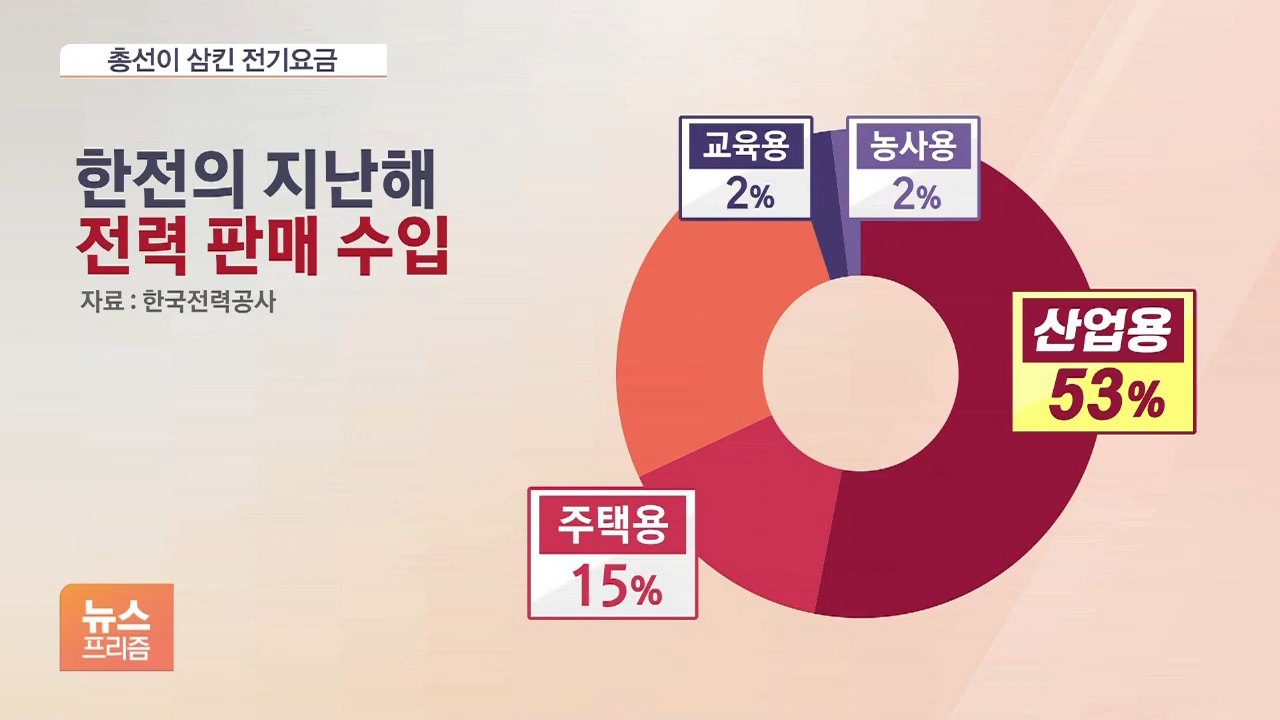 총선이 삼킨 전기요금
한전의 지난해
전력 판매 수입
자료 : 한국전력공사
교육용
2%
농사용
2%
산업용
53%
주택용
15%
뉴스
프리즘